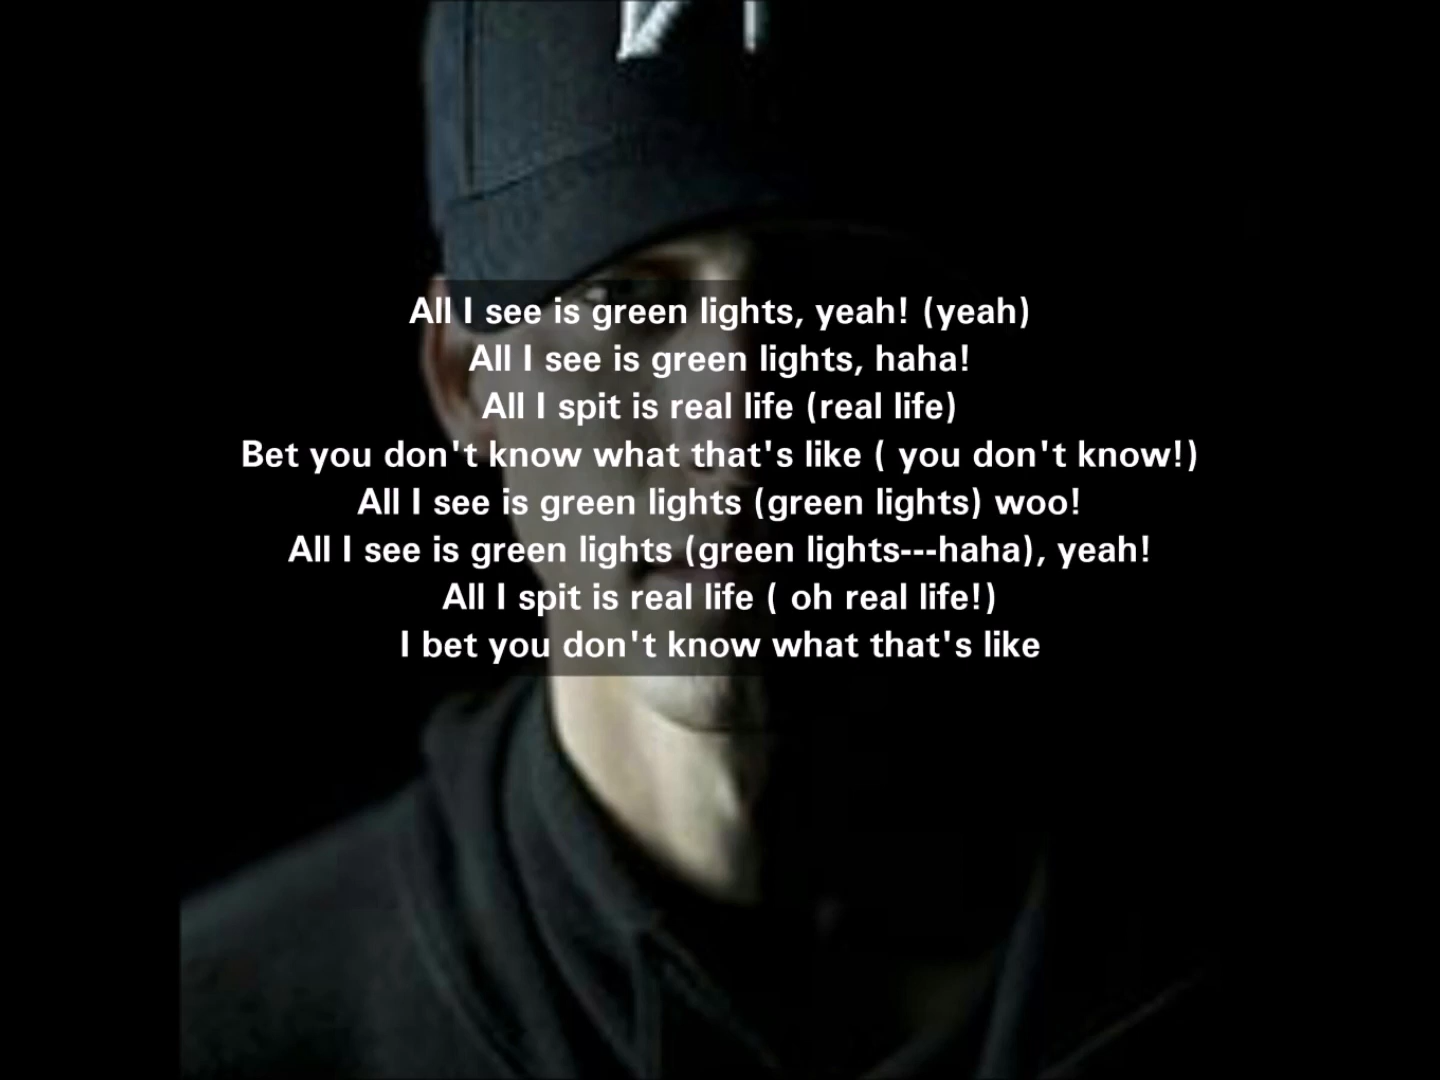 All I see is green lights, yeah! (yeah)
All I see is green lights, haha!
All I spit is real life (real life)
Bet you don't know what that's like ( you don't know!)
All I see is green lights (green lights) woo!
All I see is green lights (green lights---haha), yeah!
All I spit is real life ( oh real life!)
I bet you don't know what that's like